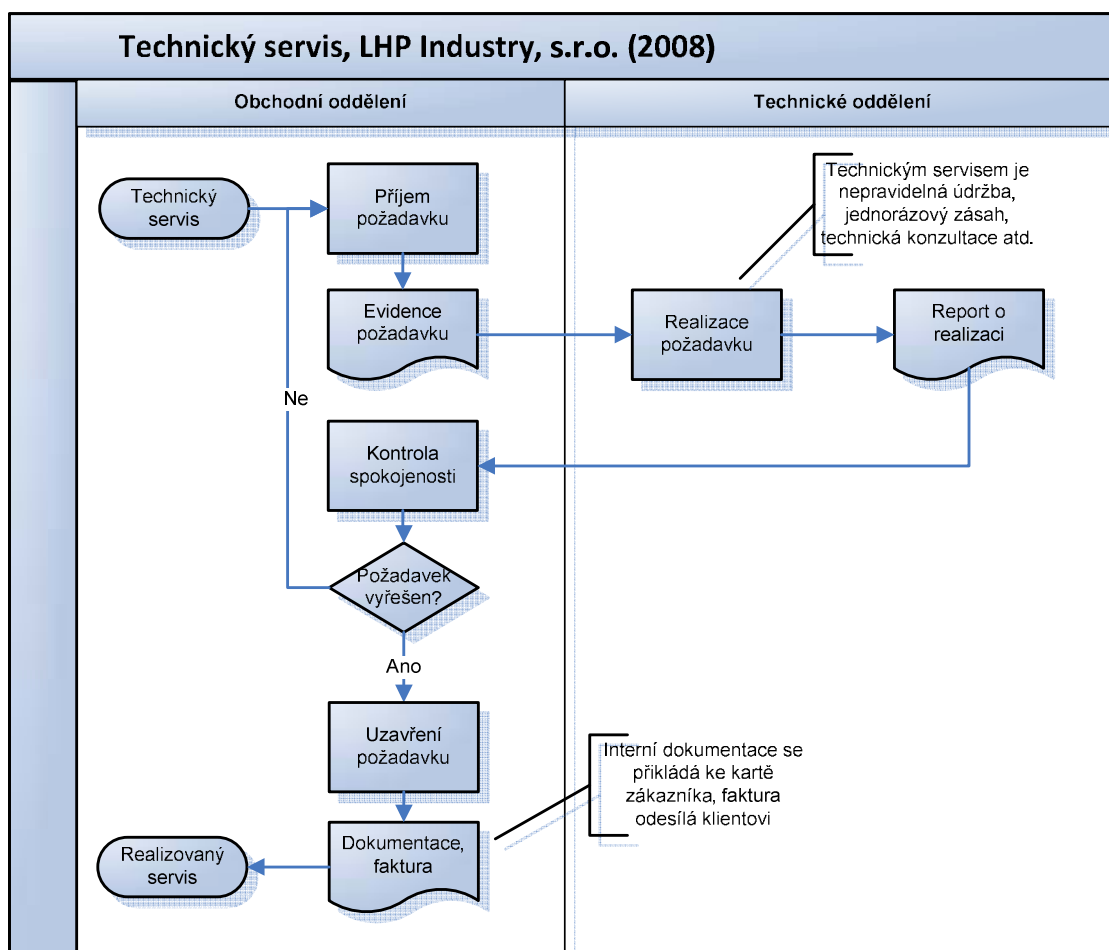 Technický servis, LHP Industry, s.r.o. (2008)
Obchodní oddělení
Technické oddělení
Technický
servis
Příjem
požadavku
Technickým servisem je
nepravidelná údržba,
jednorázový zásah,
technická konzultace atd.
Evidence
požadavku
Realizace
požadavku
Report o
realizaci
Ne
Kontrola
spokojenosti
Požadavek
vyřešen?
Ano
Uzavření
požadavku
Interní dokumentace se
přikládá ke kartě
zákazníka, faktura
odesílá klientovi
Dokumentace,
faktura
Realizovaný
servis